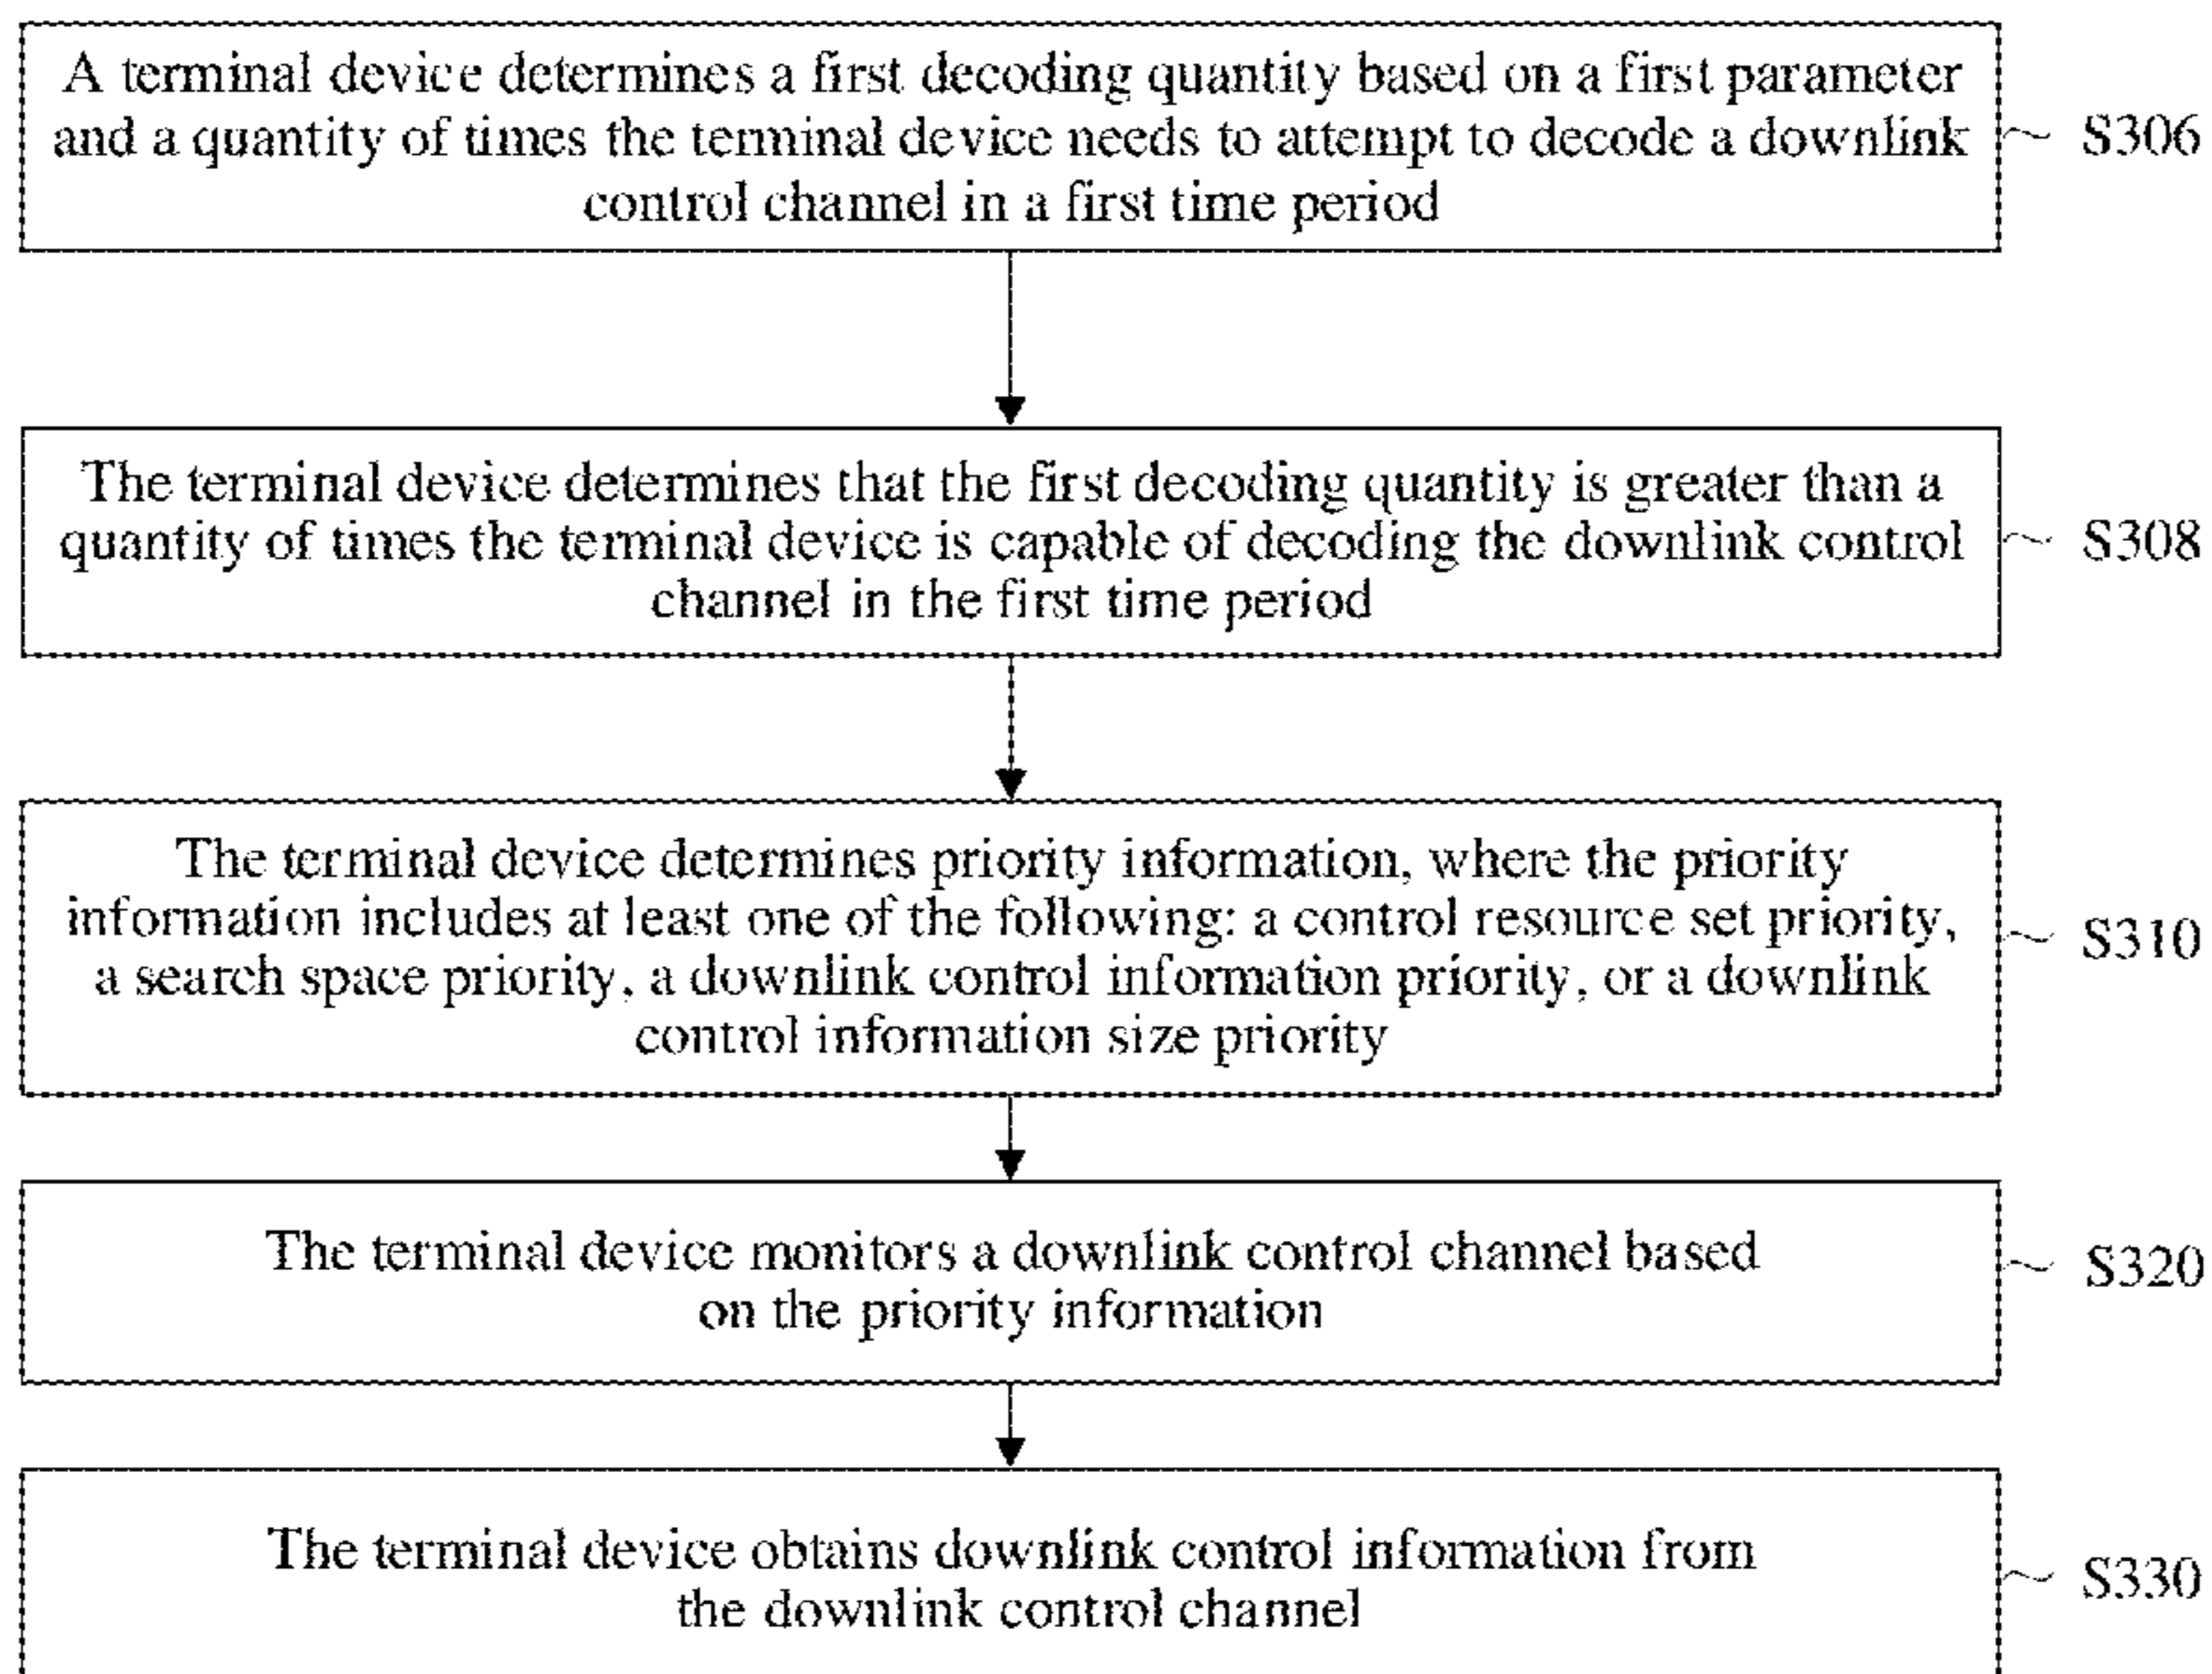 A terminal device determines a first decoding quantity based on a first parameter
and a quantity of times the terminal device needs to attempt to decode a downlink
control channel in a first time period
S306
The terminal device determines that the first decoding quantity is greater than a
quantity of times the terminal device is capable of decoding the downlink control
channel in the first time period
S308
The terminal device determines priority information, where the priority
information includes at least one of the following: a control resource set priority,
a search space priority, a downlink control information priority, or a downlink
control information size priority
S310
The terminal device monitors a downlink control channel based
on the priority information
S320
The terminal device obtains downlink control information from
the downlink control channel
S330